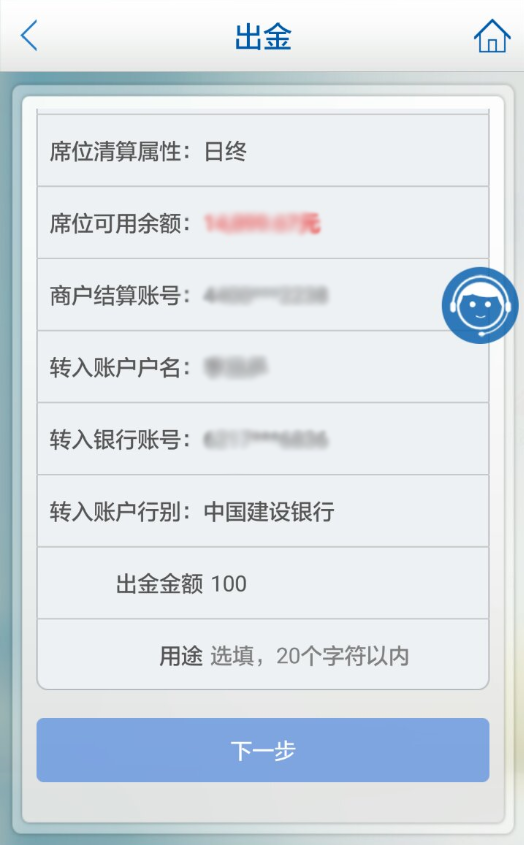 出金
席位清算属性：日终
席位可用余额：
商户结算账号：
转入账户户名：
转入银行账号：
转入账户行别：中国建设银行
出金金额 100
用途 选填，20个字符以内
下一步